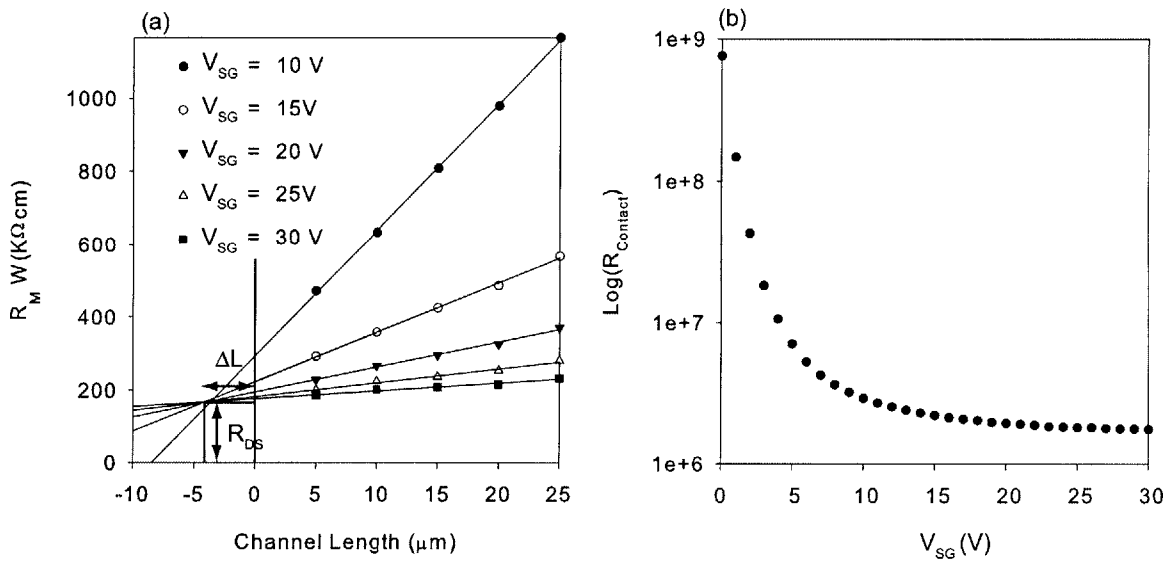 (a)
V_SG = 10 V
V_SG = 15V
V_SG = 20 V
V_SG = 25V
V_SG = 30 V
R_M W (KΩcm)
1000
800
600
400
200
0
ΔL
R_DS
-10 -5 0 5 10 15 20 25
Channel Length (μm)
(b)
Log(R_Contact)
1e+9
1e+8
1e+7
1e+6
0 5 10 15 20 25 30
V_SG (V)